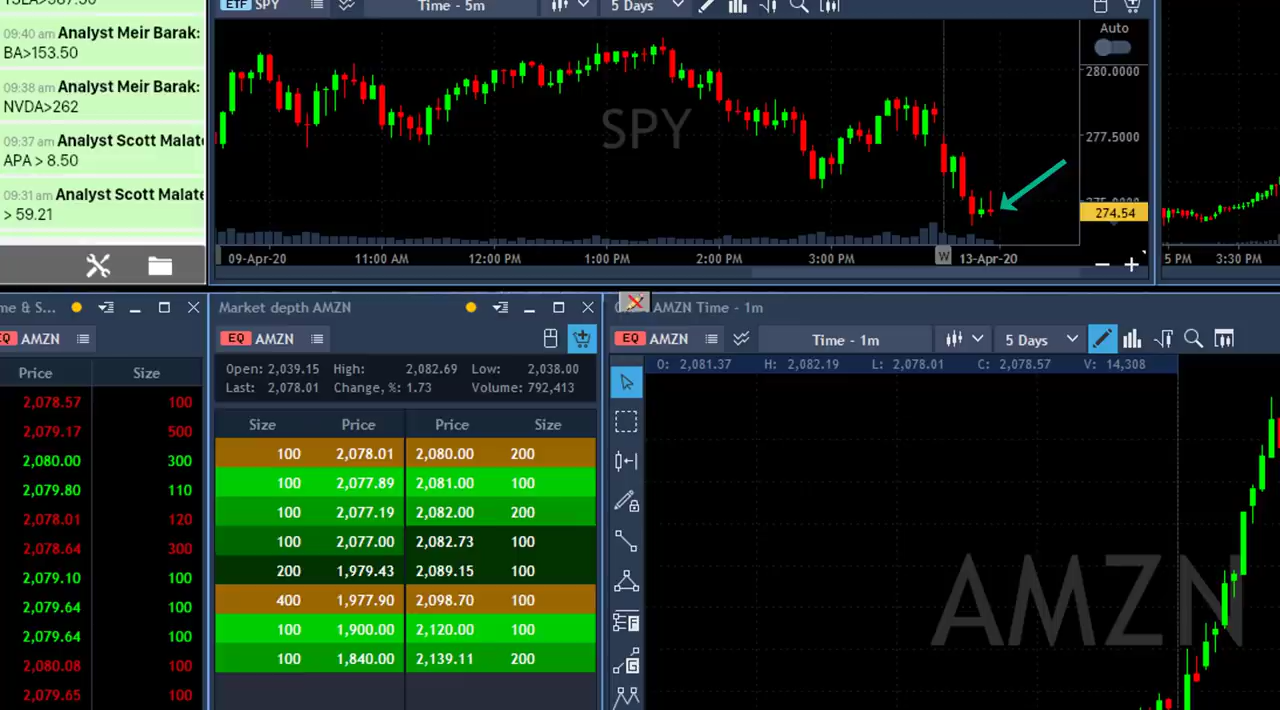 TSLA>587.50
09:40 am Analyst Meir Barak:
BA>153.50
09:38 am Analyst Meir Barak:
NVDA>262
09:37 am Analyst Scott Malat
APA > 8.50
09:31 am Analyst Scott Malat
> 59.21
ETF SPY Time - 5m 5 Days
SPY
Auto
280.0000
277.5000
274.54
09-Apr-20 11:00 AM 12:00 PM 1:00 PM 2:00 PM 3:00 PM W 13-Apr-20
5 PM 3:30 PM
e & S...
AMZN
Price Size
2,078.57 100
2,079.17 500
2,080.00 300
2,079.80 110
2,078.01 120
2,078.64 300
2,079.10 100
2,079.64 100
2,079.64 100
2,080.08 100
2,079.65 100
Market depth AMZN
EQ AMZN
Open: 2,039.15 High: 2,082.69 Low: 2,038.00
Last: 2,078.01 Change, %: 1.73 Volume: 792,413
Size Price Price Size
100 2,078.01 2,080.00 200
100 2,077.89 2,081.00 100
100 2,077.19 2,082.00 200
100 2,077.00 2,082.73 100
200 1,979.43 2,089.15 100
400 1,977.90 2,098.70 100
100 1,900.00 2,120.00 100
100 1,840.00 2,139.11 200
AMZN Time - 1m
EQ AMZN Time - 1m 5 Days
O: 2,081.37 H: 2,082.19 L: 2,078.01 C: 2,078.57 V: 14,308
F
G
AMZN